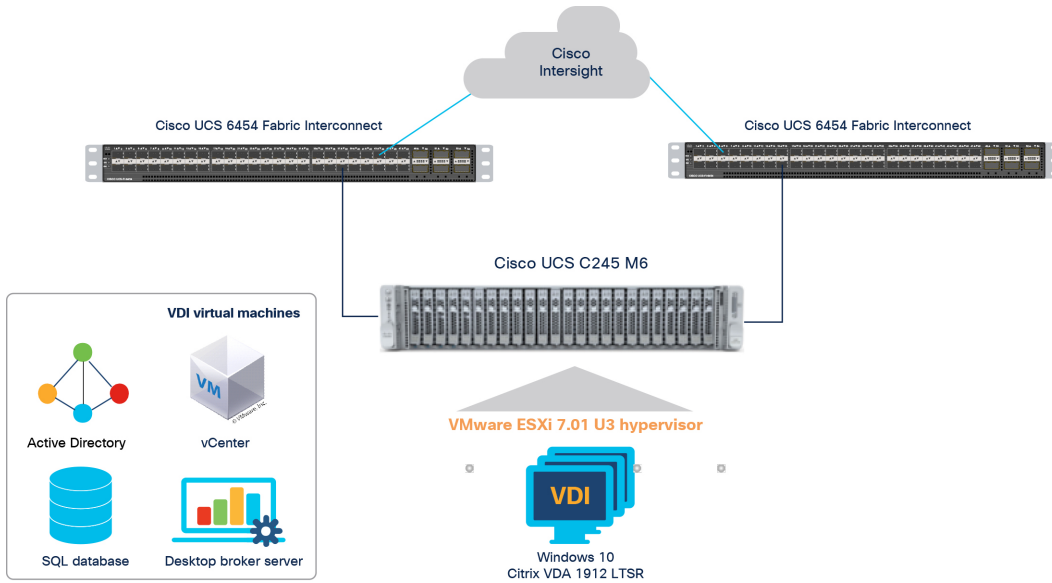 Cisco
Intersight
Cisco UCS 6454 Fabric Interconnect
Cisco UCS 6454 Fabric Interconnect
Cisco UCS C245 M6
VDI virtual machines
VM
©VMware, Inc.
Active Directory
vCenter
SQL database
Desktop broker server
VMware ESXi 7.01 U3 hypervisor
VDI
Windows 10
Citrix VDA 1912 LTSR